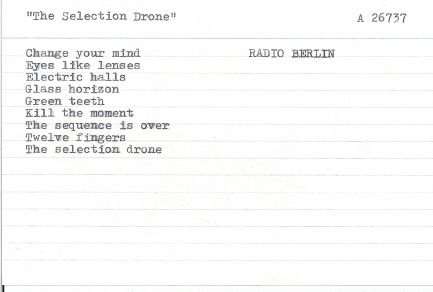 "The Selection Drone" A 26737
Change your mind RADIO BERLIN
Eyes like lenses
Electric halls
Glass horizon
Green teeth
Kill the moment
The sequence is over
Twelve fingers
The selection drone